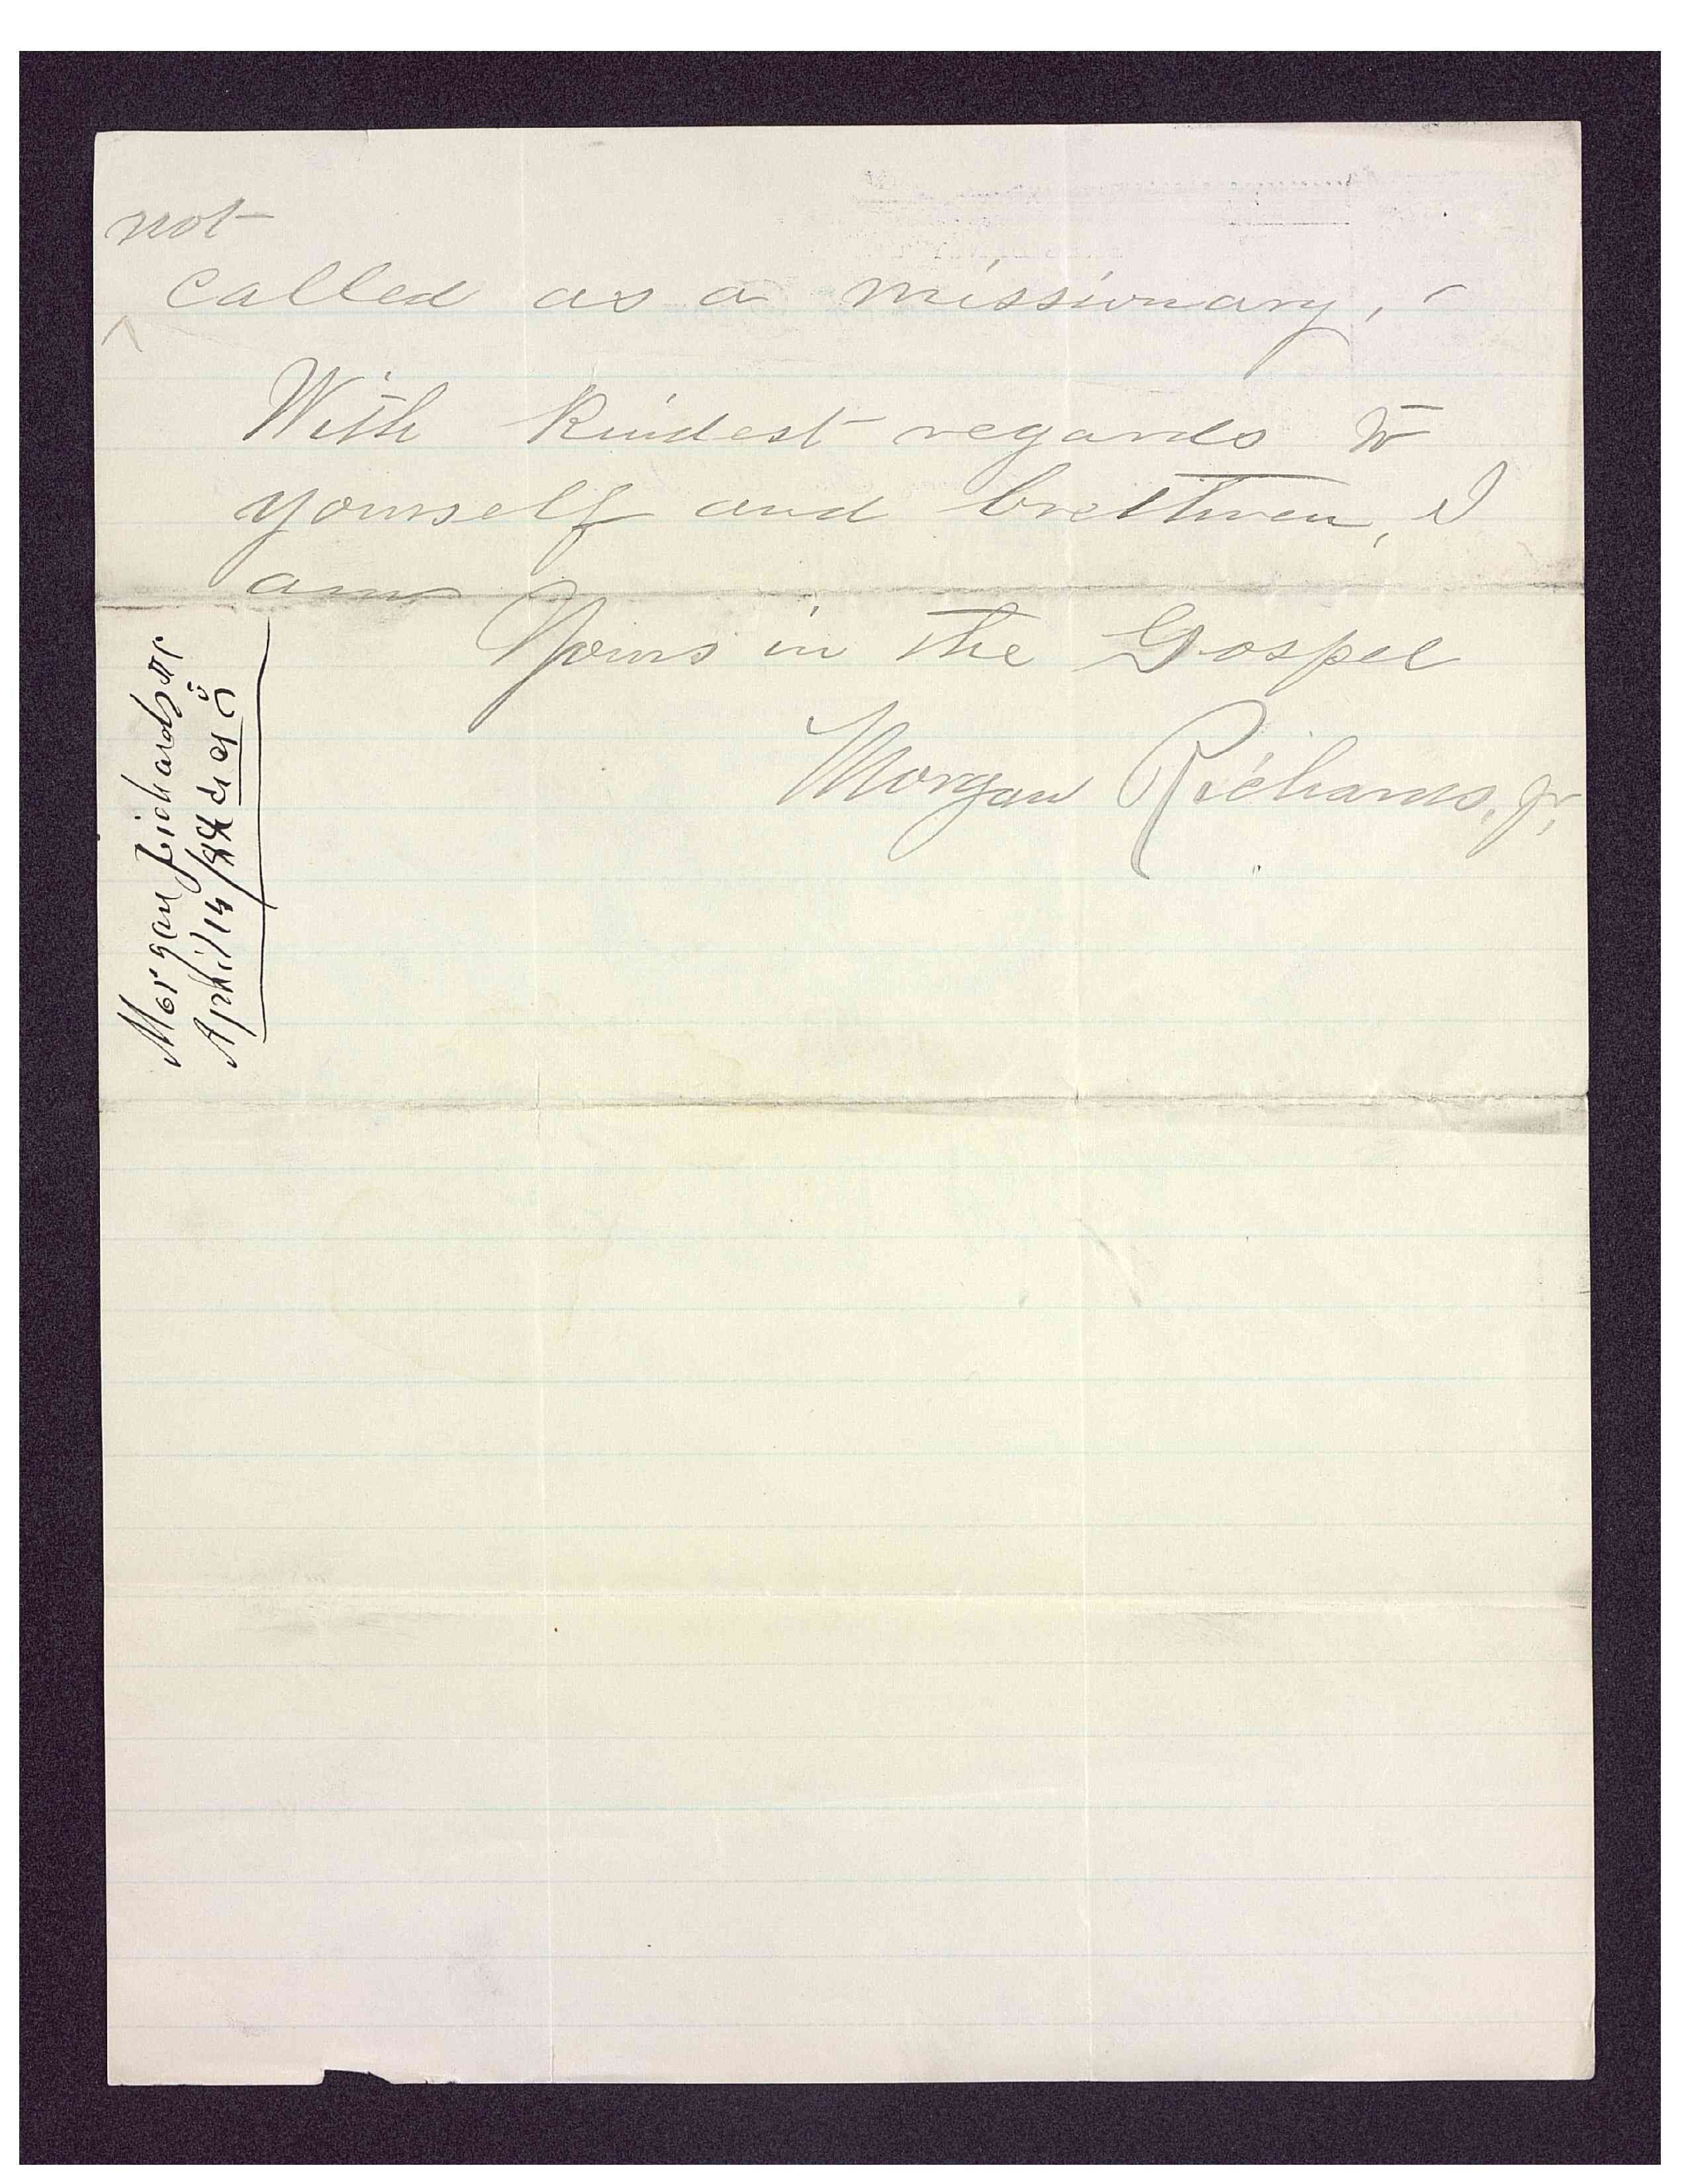 not
called as a missionary, -
With kindest regards to
yourself and brethren, I
am
Yours in the Gospel
Morgan Richards, Jr.
Morgan Richards Jr
April 14/88